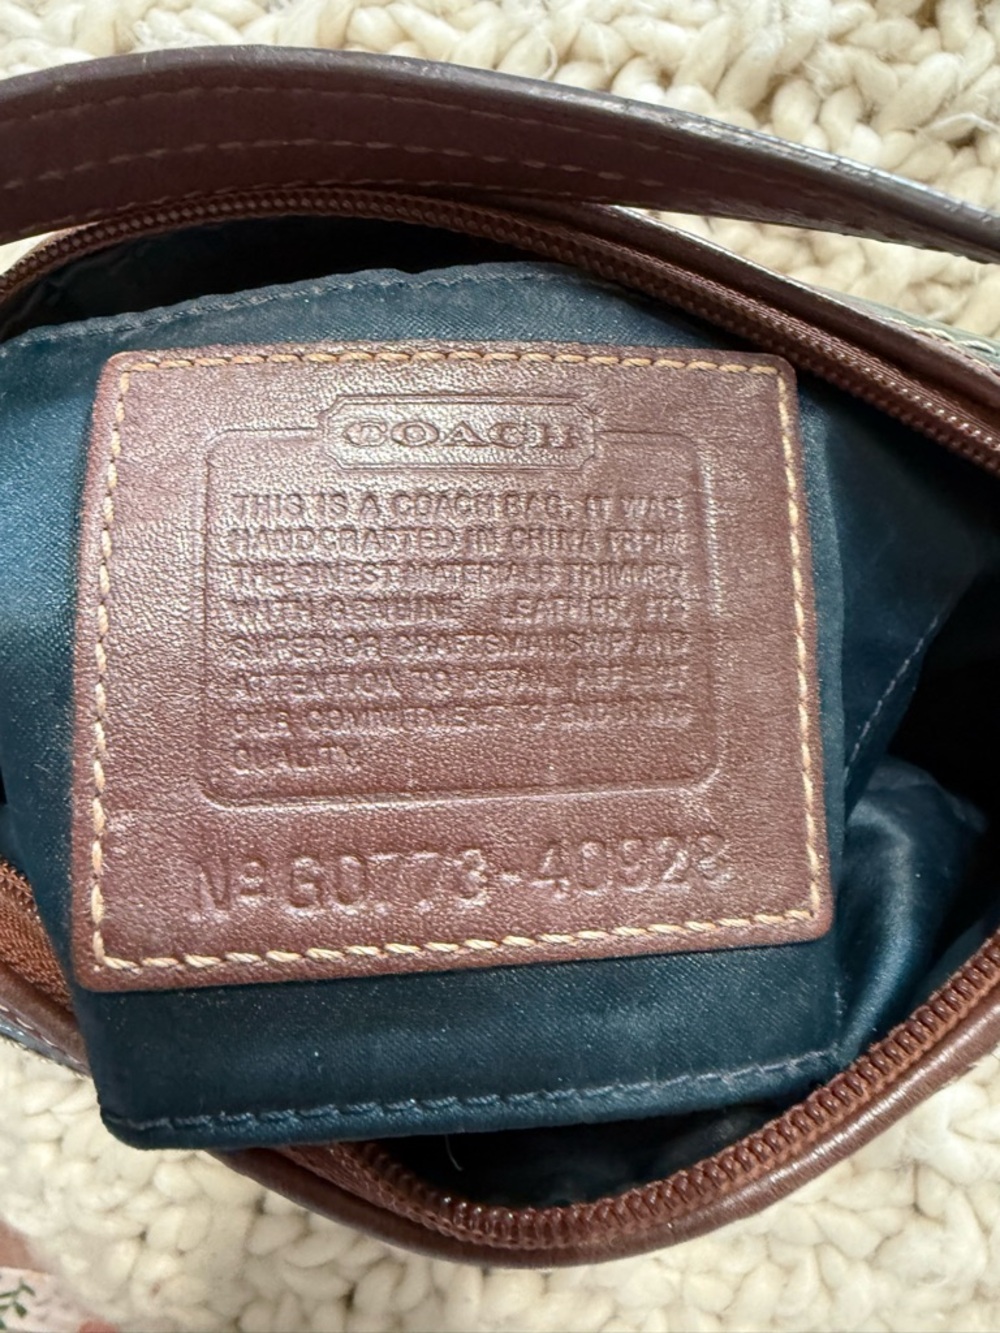 COACH
THIS IS A COACH BAG. IT WAS
HANDCRAFTED IN CHINA FROM
THE FINEST MATERIALS TRIMMED
WITH GENUINE LEATHER. ITS
SUPERIOR CRAFTSMANSHIP AND
ATTENTION TO DETAIL REFLECT
OUR COMMITMENT TO ENDURING
QUALITY.
Nº G0773-40923